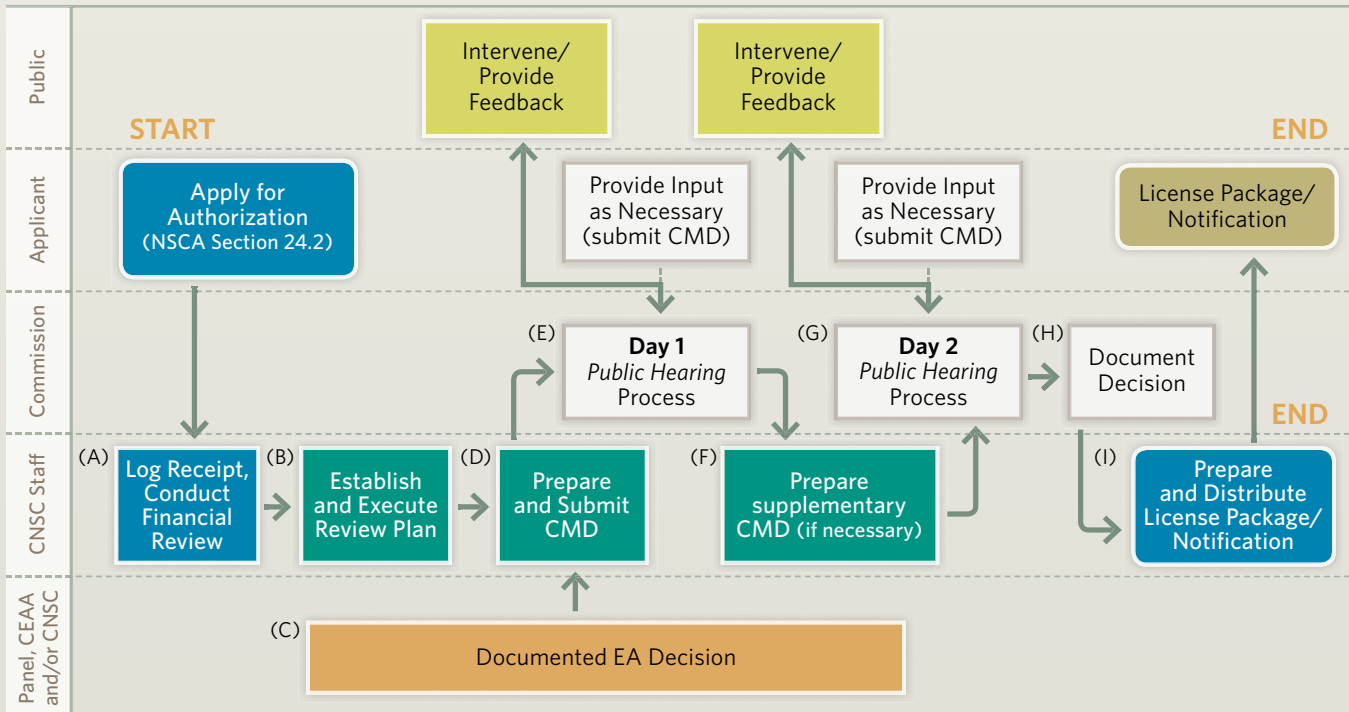 Public
Intervene/
Provide
Feedback
Intervene/
Provide
Feedback
START
END
Applicant
Apply for
Authorization
(NSCA Section 24.2)
Provide Input
as Necessary
(submit CMD)
Provide Input
as Necessary
(submit CMD)
License Package/
Notification
Commission
(E)
Day 1
Public Hearing
Process
(G)
Day 2
Public Hearing
Process
(H)
Document
Decision
END
CNSC Staff
(A)
Log Receipt,
Conduct
Financial
Review
(B)
Establish
and Execute
Review Plan
(D)
Prepare
and Submit
CMD
(F)
Prepare
supplementary
CMD (if necessary)
(I)
Prepare
and Distribute
License Package/
Notification
Panel, CEAA
and/or CNSC
(C)
Documented EA Decision